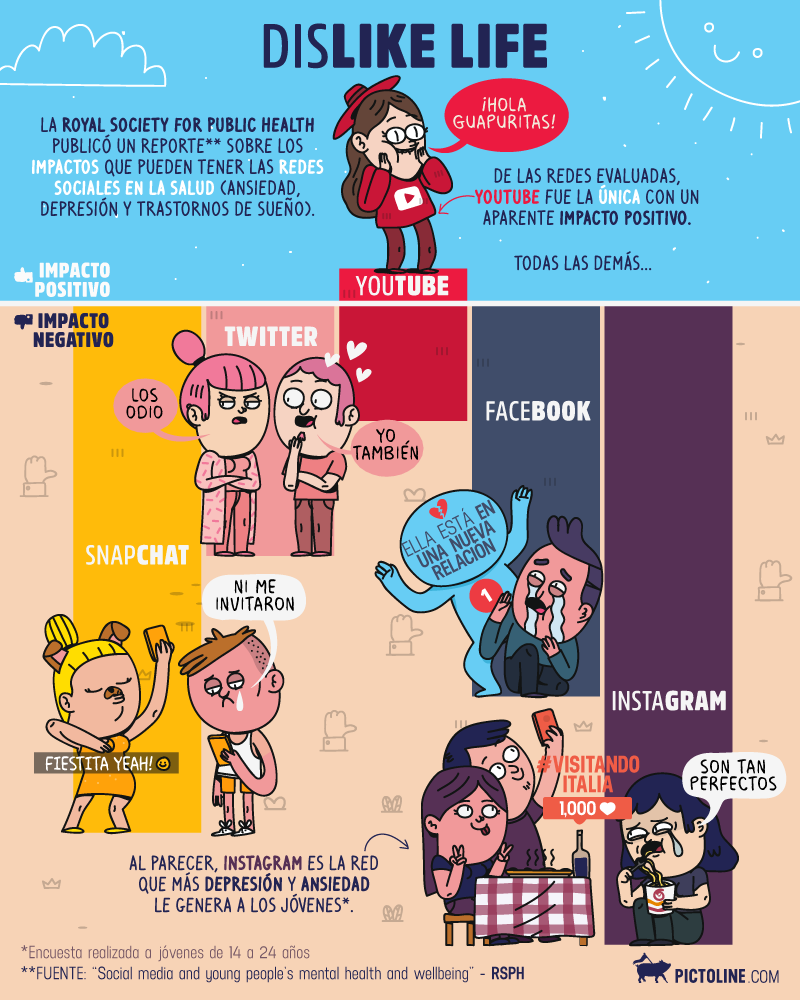 DISLIKE LIFE
¡HOLA
GUAPURITAS!
LA ROYAL SOCIETY FOR PUBLIC HEALTH
PUBLICÓ UN REPORTE** SOBRE LOS
IMPACTOS QUE PUEDEN TENER LAS REDES
SOCIALES EN LA SALUD (ANSIEDAD,
DEPRESIÓN Y TRASTORNOS DE SUEÑO).
DE LAS REDES EVALUADAS,
YOUTUBE FUE LA ÚNICA CON UN
APARENTE IMPACTO POSITIVO.
TODAS LAS DEMÁS...
IMPACTO
POSITIVO
YOUTUBE
IMPACTO
NEGATIVO
TWITTER
LOS
ODIO
YO
TAMBIÉN
FACEBOOK
ELLA ESTÁ EN
UNA NUEVA
RELACIÓN
1
SNAPCHAT
NI ME
INVITARON
FIESTITA YEAH!
INSTAGRAM
#VISITANDO
ITALIA
1,000
SON TAN
PERFECTOS
AL PARECER, INSTAGRAM ES LA RED
QUE MÁS DEPRESIÓN Y ANSIEDAD
LE GENERA A LOS JÓVENES*.
*Encuesta realizada a jóvenes de 14 a 24 años
**FUENTE: "Social media and young people's mental health and wellbeing" - RSPH
PICTOLINE.COM